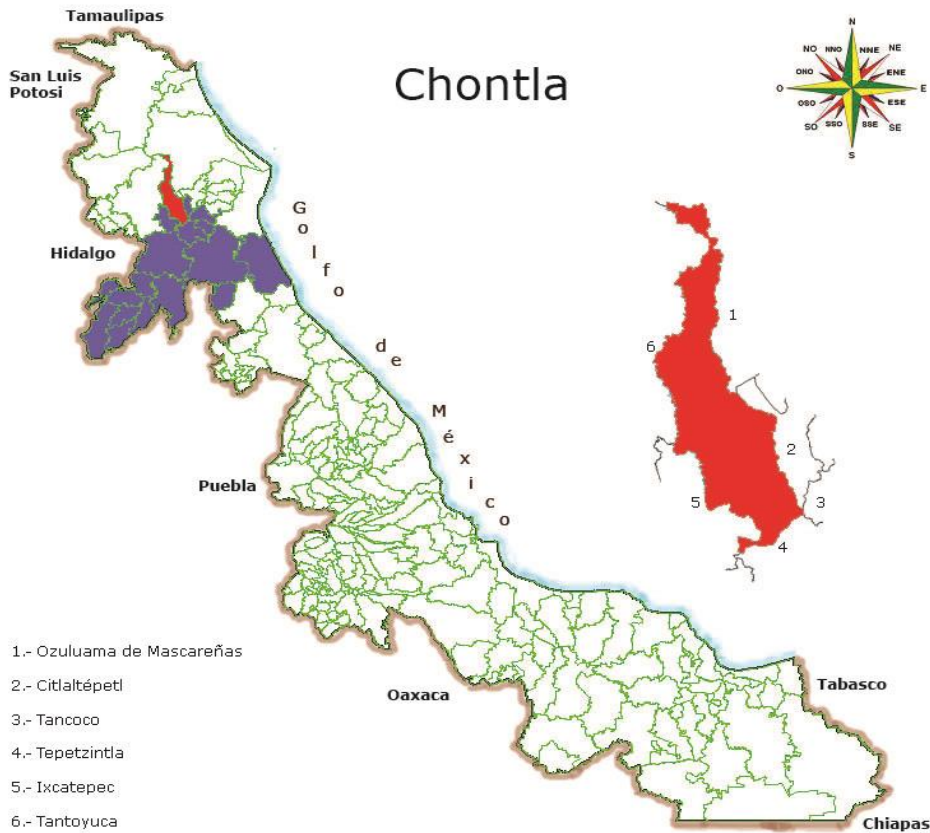 Tamaulipas
San Luis
Potosi
Chontla
N
NNO
NNE
NO
NE
ONO
ENE
O
E
OSO
ESE
SO
SSO
SSE
SE
S
Hidalgo
Golfo de México
1
6
2
Puebla
5
3
4
1.- Ozuluama de Mascareñas
2.- Citlaltépetl
3.- Tancoco
4.- Tepetzintla
5.- Ixcatepec
6.- Tantoyuca
Oaxaca
Tabasco
Chiapas